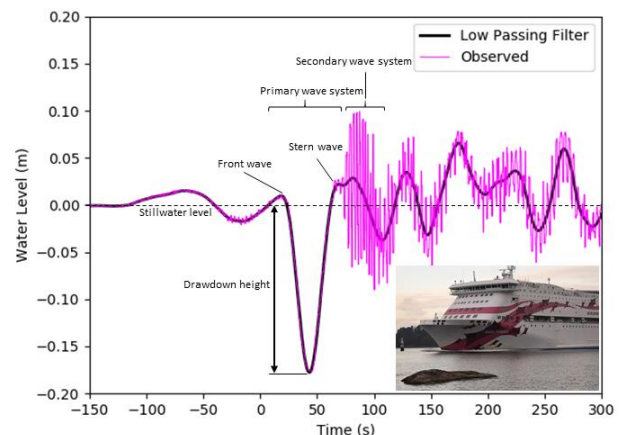 0.20
0.15
0.10
0.05
0.00
−0.05
−0.10
−0.15
−0.20
Water Level (m)
−150
−100
−50
0
50
100
150
200
250
300
Time (s)
Low Passing Filter
Observed
Secondary wave system
Primary wave system
Stern wave
Front wave
Stillwater level
Drawdown height